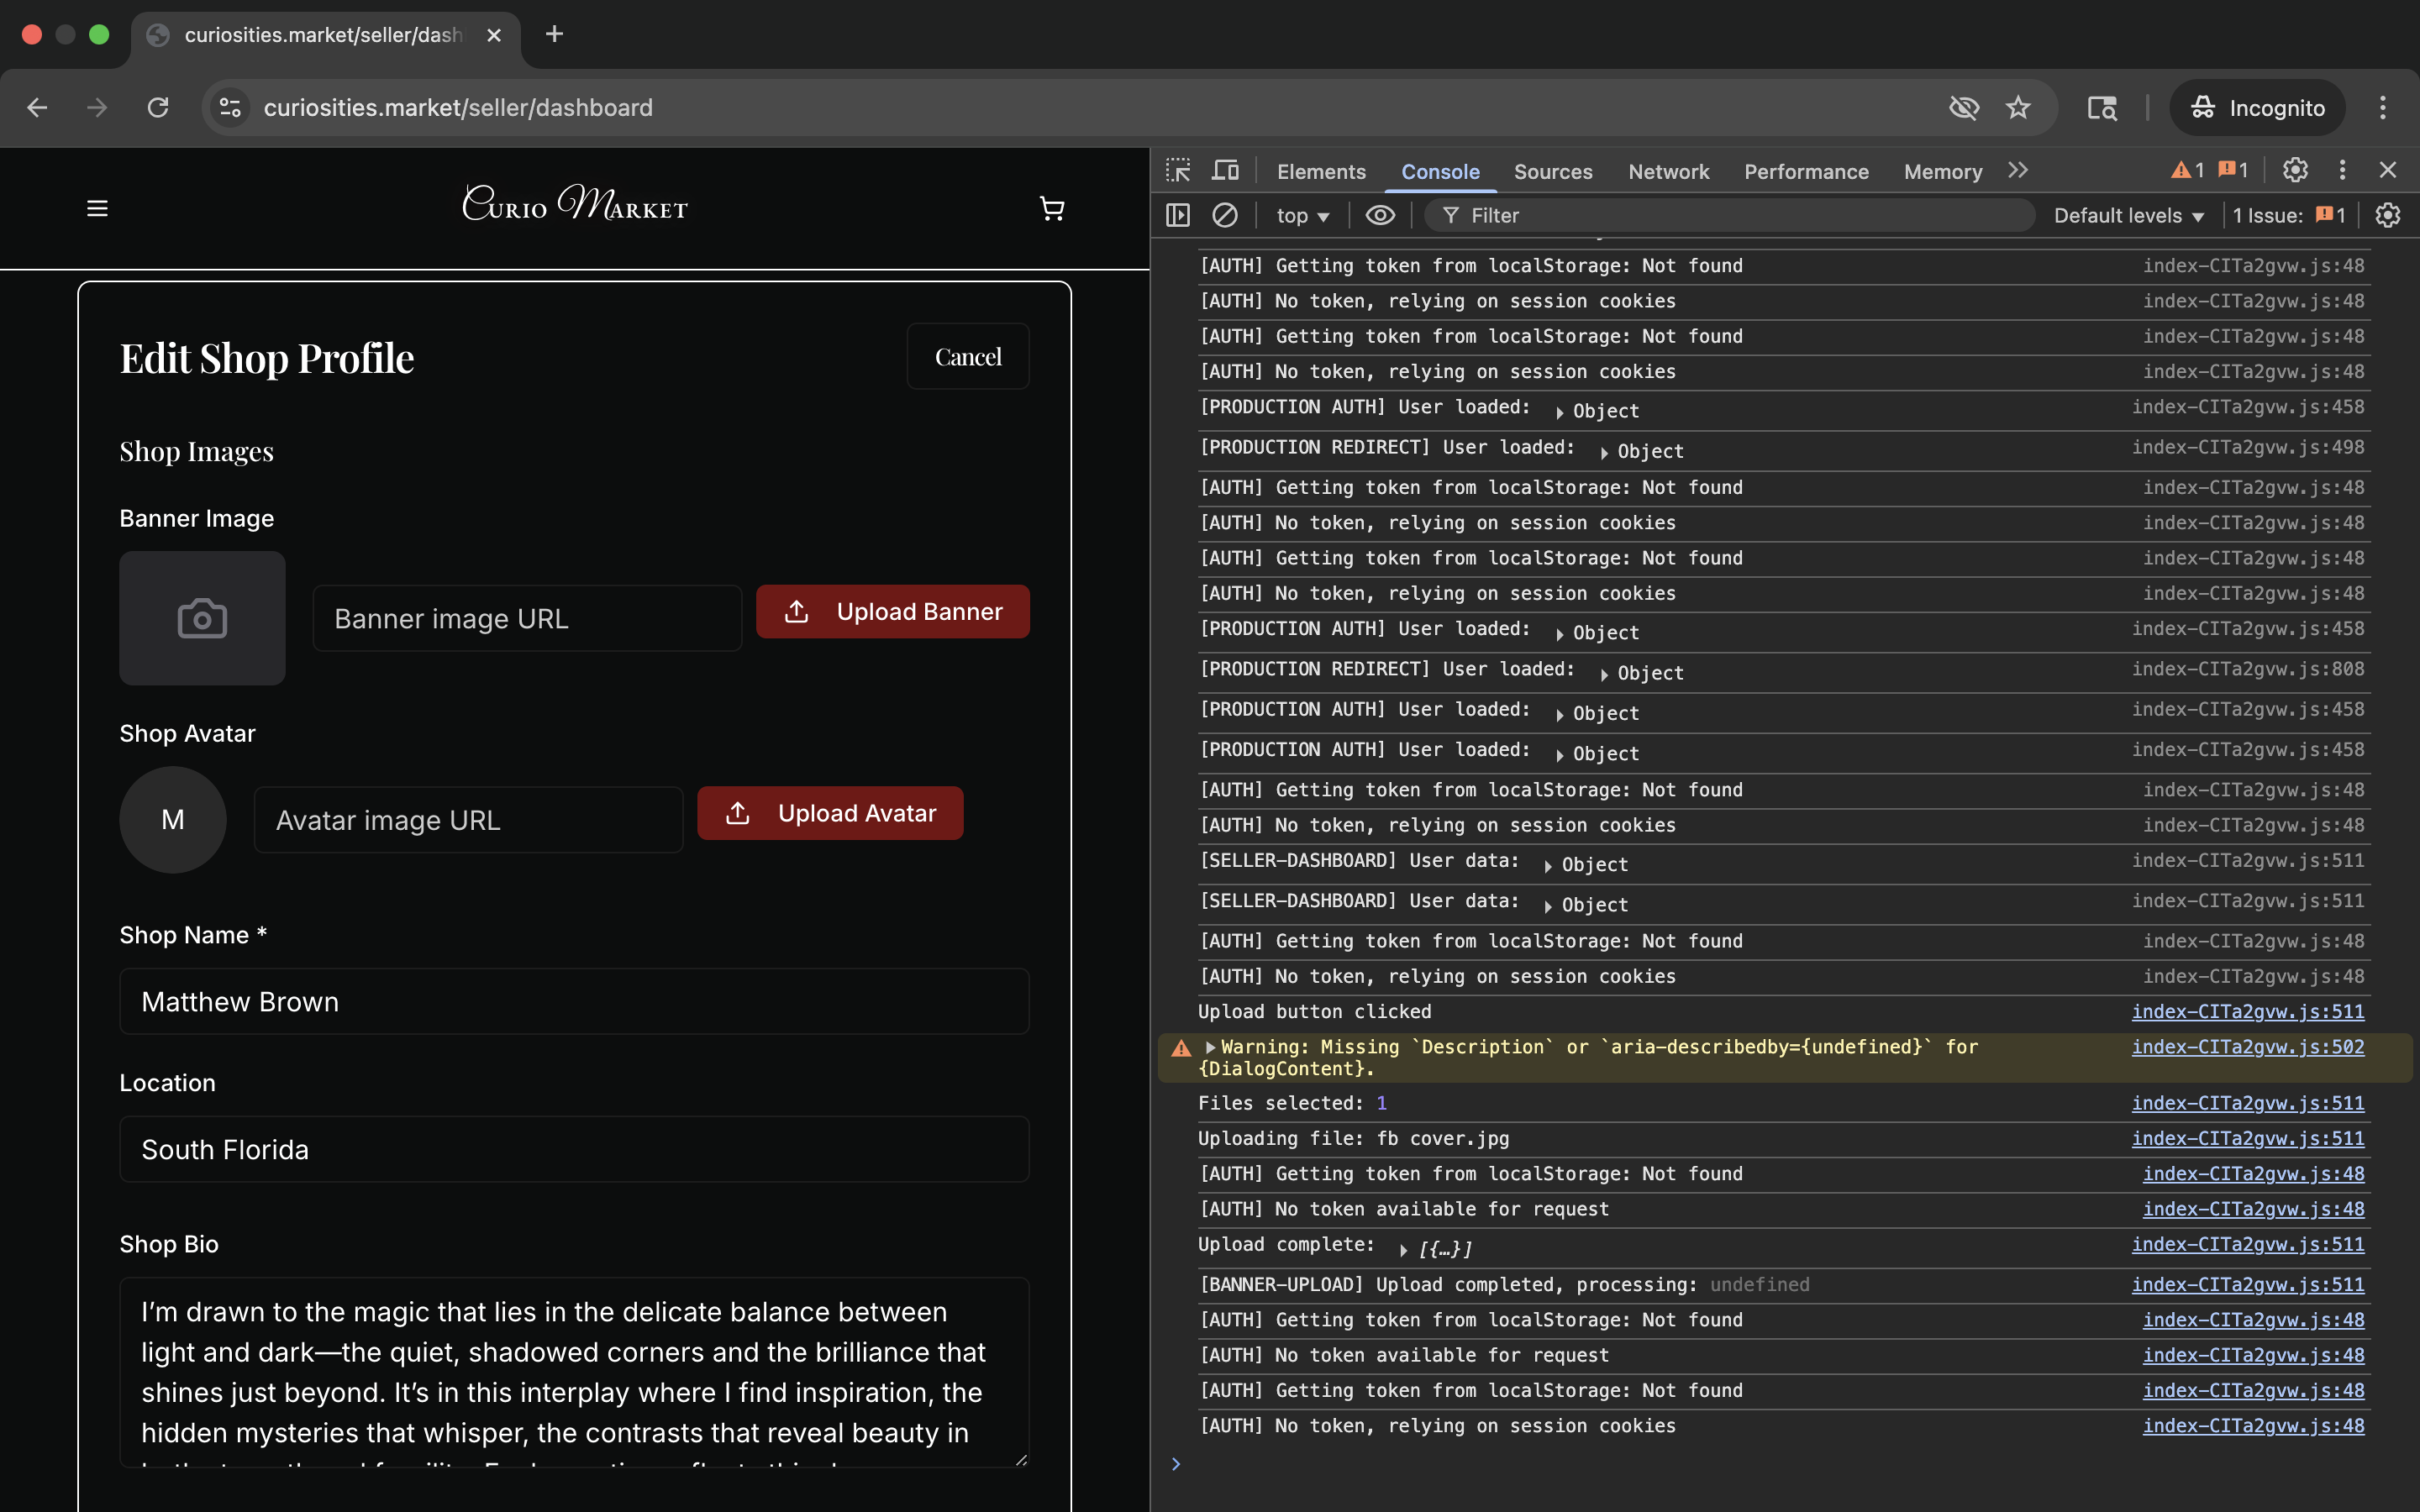 curiosities.market/seller/dash
curiosities.market/seller/dashboard
Incognito
CURIO MARKET
Edit Shop Profile
Cancel
Shop Images
Banner Image
Banner image URL
Upload Banner
Shop Avatar
M
Avatar image URL
Upload Avatar
Shop Name *
Matthew Brown
Location
South Florida
Shop Bio
I’m drawn to the magic that lies in the delicate balance between
light and dark—the quiet, shadowed corners and the brilliance that
shines just beyond. It’s in this interplay where I find inspiration, the
hidden mysteries that whisper, the contrasts that reveal beauty in
Elements Console Sources Network Performance Memory 1 1
top Filter Default levels 1 Issue: 1
[AUTH] Getting token from localStorage: Not found index-CITa2gvw.js:48
[AUTH] No token, relying on session cookies index-CITa2gvw.js:48
[AUTH] Getting token from localStorage: Not found index-CITa2gvw.js:48
[AUTH] No token, relying on session cookies index-CITa2gvw.js:48
[PRODUCTION AUTH] User loaded: Object index-CITa2gvw.js:458
[PRODUCTION REDIRECT] User loaded: Object index-CITa2gvw.js:498
[AUTH] Getting token from localStorage: Not found index-CITa2gvw.js:48
[AUTH] No token, relying on session cookies index-CITa2gvw.js:48
[AUTH] Getting token from localStorage: Not found index-CITa2gvw.js:48
[AUTH] No token, relying on session cookies index-CITa2gvw.js:48
[PRODUCTION AUTH] User loaded: Object index-CITa2gvw.js:458
[PRODUCTION REDIRECT] User loaded: Object index-CITa2gvw.js:808
[PRODUCTION AUTH] User loaded: Object index-CITa2gvw.js:458
[PRODUCTION AUTH] User loaded: Object index-CITa2gvw.js:458
[AUTH] Getting token from localStorage: Not found index-CITa2gvw.js:48
[AUTH] No token, relying on session cookies index-CITa2gvw.js:48
[SELLER-DASHBOARD] User data: Object index-CITa2gvw.js:511
[SELLER-DASHBOARD] User data: Object index-CITa2gvw.js:511
[AUTH] Getting token from localStorage: Not found index-CITa2gvw.js:48
[AUTH] No token, relying on session cookies index-CITa2gvw.js:48
Upload button clicked index-CITa2gvw.js:511
Warning: Missing `Description` or `aria-describedby={undefined}` for index-CITa2gvw.js:502
{DialogContent}.
Files selected: 1 index-CITa2gvw.js:511
Uploading file: fb cover.jpg index-CITa2gvw.js:511
[AUTH] Getting token from localStorage: Not found index-CITa2gvw.js:48
[AUTH] No token available for request index-CITa2gvw.js:48
Upload complete: [{…}] index-CITa2gvw.js:511
[BANNER-UPLOAD] Upload completed, processing: undefined index-CITa2gvw.js:511
[AUTH] Getting token from localStorage: Not found index-CITa2gvw.js:48
[AUTH] No token available for request index-CITa2gvw.js:48
[AUTH] Getting token from localStorage: Not found index-CITa2gvw.js:48
[AUTH] No token, relying on session cookies index-CITa2gvw.js:48